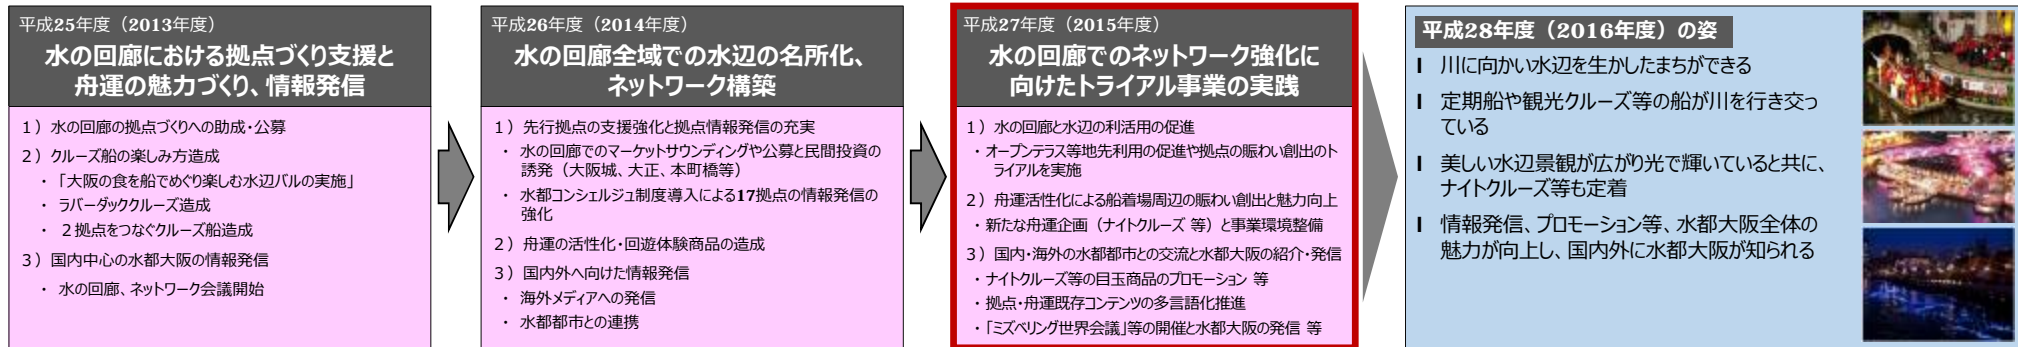 平成25年度（2013年度）
水の回廊における拠点づくり支援と
舟運の魅力づくり、情報発信
1）水の回廊の拠点づくりへの助成・公募
2）クルーズ船の楽しみ方造成
・「大阪の食を船でめぐり楽しむ水辺バルの実施」
・ ラバーダッククルーズ造成
・ 2拠点をつなぐクルーズ船造成
3）国内中心の水都大阪の情報発信
・ 水の回廊、ネットワーク会議開始
平成26年度（2014年度）
水の回廊全域での水辺の名所化、
ネットワーク構築
1）先行拠点の支援強化と拠点情報発信の充実
・ 水の回廊でのマーケットサウンディングや公募と民間投資の
誘発（大阪城、大正、本町橋等）
・ 水都コンシェルジュ制度導入による17拠点の情報発信の
強化
2）舟運の活性化・回遊体験商品の造成
3）国内外へ向けた情報発信
・ 海外メディアへの発信
・ 水都都市との連携
平成27年度（2015年度）
水の回廊でのネットワーク強化に
向けたトライアル事業の実践
1）水の回廊と水辺の利活用の促進
・オープンテラス等地先利用の促進や拠点の賑わい創出のト
ライアルを実施
2）舟運活性化による船着場周辺の賑わい創出と魅力向上
・新たな舟運企画（ナイトクルーズ 等）と事業環境整備
3）国内・海外の水都都市との交流と水都大阪の紹介・発信
・ナイトクルーズ等の目玉商品のプロモーション 等
・拠点・舟運既存コンテンツの多言語化推進
・「ミズベリング世界会議」等の開催と水都大阪の発信 等
平成28年度（2016年度）の姿
l 川に向かい水辺を生かしたまちができる
l 定期船や観光クルーズ等の船が川を行き交っ
ている
l 美しい水辺景観が広がり光で輝いていると共に、
ナイトクルーズ等も定着
l 情報発信、プロモーション等、水都大阪全体の
魅力が向上し、国内外に水都大阪が知られる